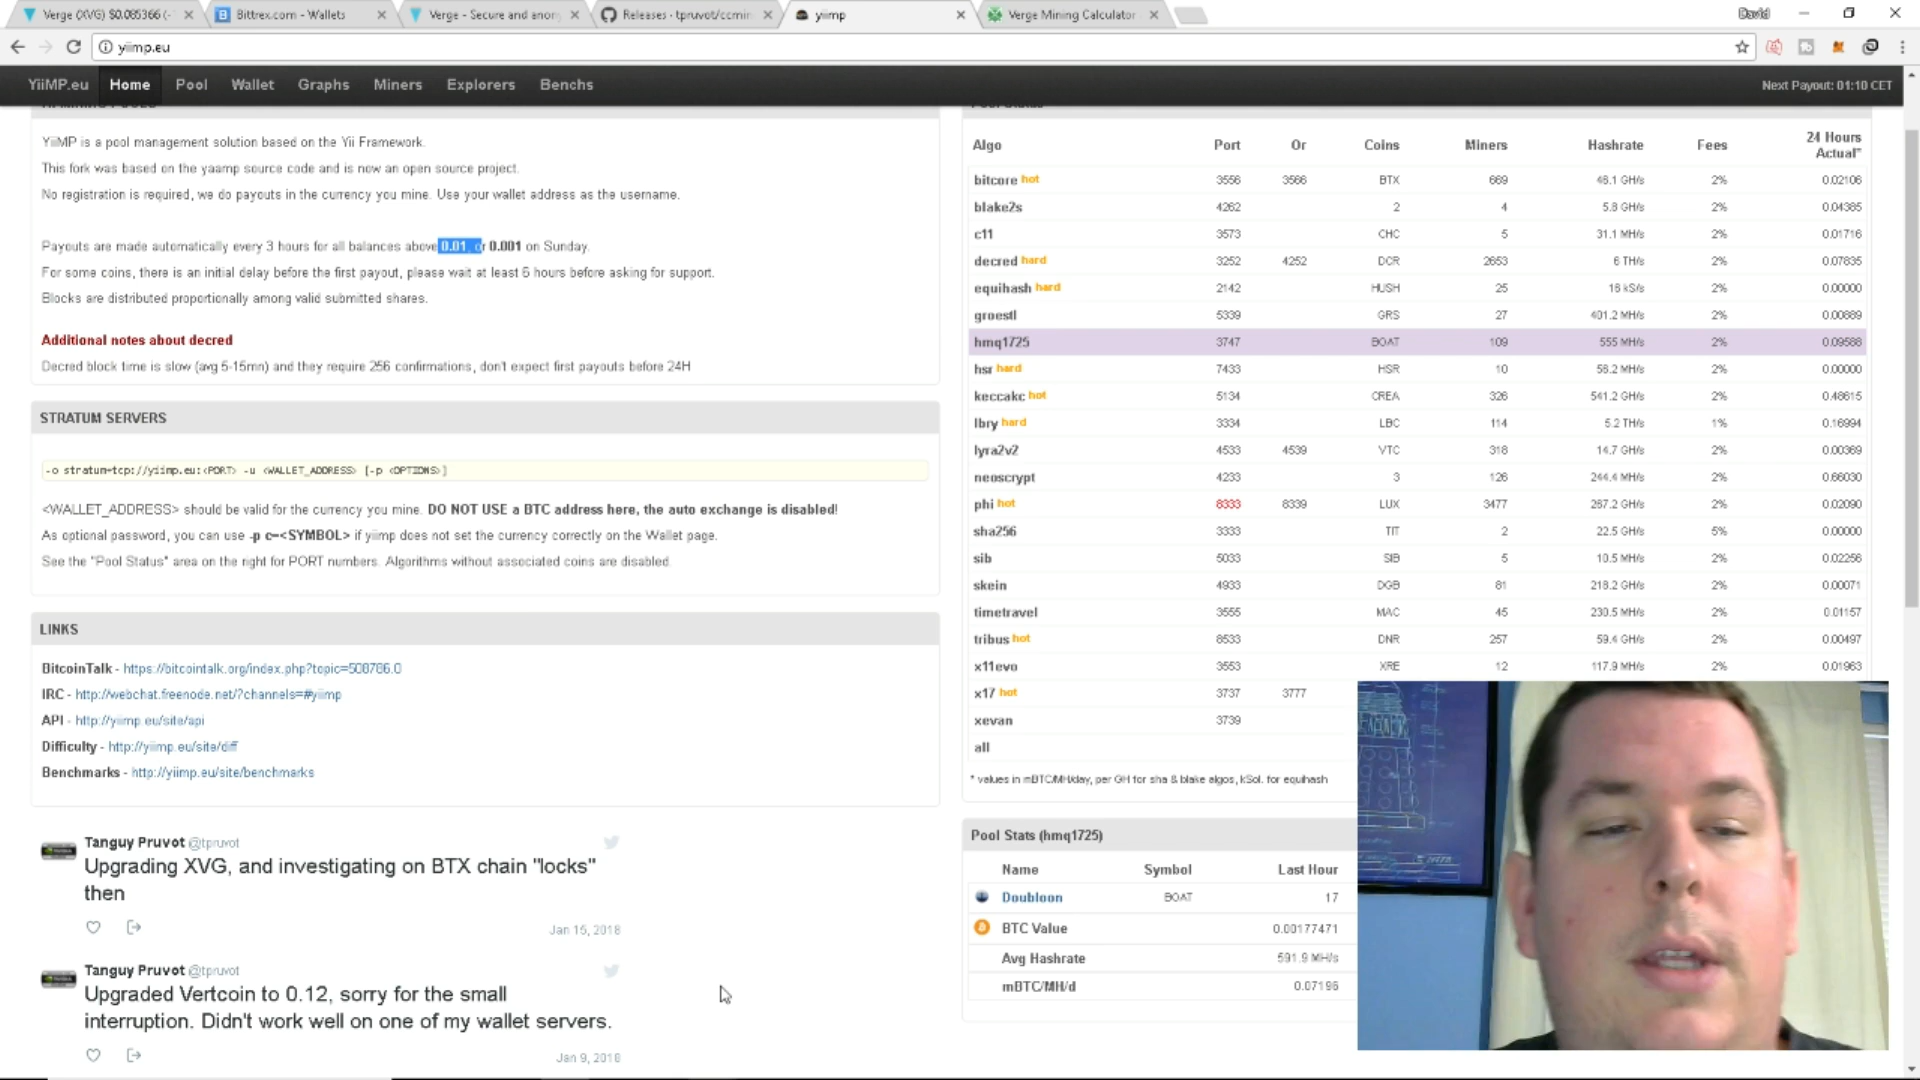 Verge (XVG) $0.085366 (-
Bittrex.com - Wallets
Verge - Secure and anon
Releases · tpruvot/ccmin
yiimp
Verge Mining Calculator
David
yiimp.eu
YiiMP.eu Home Pool Wallet Graphs Miners Explorers Benchs
Next Payout: 01:10 CET
YiiMP is a pool management solution based on the Yii Framework.
This fork was based on the yaamp source code and is now an open source project.
No registration is required, we do payouts in the currency you mine. Use your wallet address as the username.
Payouts are made automatically every 3 hours for all balances above 0.01, or 0.001 on Sunday.
For some coins, there is an initial delay before the first payout, please wait at least 6 hours before asking for support.
Blocks are distributed proportionally among valid submitted shares.
Additional notes about decred
Decred block time is slow (avg 5-15mn) and they require 256 confirmations, don't expect first payouts before 24H
STRATUM SERVERS
-o stratum+tcp://yiimp.eu:<PORT> -u <WALLET_ADDRESS> [-p <OPTIONS>]
<WALLET_ADDRESS> should be valid for the currency you mine. DO NOT USE a BTC address here, the auto exchange is disabled!
As optional password, you can use -p c=<SYMBOL> if yiimp does not set the currency correctly on the Wallet page.
See the "Pool Status" area on the right for PORT numbers. Algorithms without associated coins are disabled.
LINKS
BitcoinTalk - https://bitcointalk.org/index.php?topic=508786.0
IRC - http://webchat.freenode.net/?channels=#yiimp
API - http://yiimp.eu/site/api
Difficulty - http://yiimp.eu/site/diff
Benchmarks - http://yiimp.eu/site/benchmarks
Tanguy Pruvot @tpruvot
Upgrading XVG, and investigating on BTX chain "locks"
then
Jan 15, 2018
Tanguy Pruvot @tpruvot
Upgraded Vertcoin to 0.12, sorry for the small
interruption. Didn't work well on one of my wallet servers.
Jan 9, 2018
Pool Status
Algo Port Or Coins Miners Hashrate Fees 24 Hours
Actual*
bitcore hot 3556 3566 BTX 669 46.1 GH/s 2% 0.02106
blake2s 4262 2 4 5.8 GH/s 2% 0.04385
c11 3573 CHC 5 31.1 MH/s 2% 0.01716
decred hard 3252 4252 DCR 2653 6 TH/s 2% 0.07835
equihash hard 2142 HUSH 25 18 kS/s 2% 0.00000
groestl 5339 GRS 27 401.2 MH/s 2% 0.00889
hmq1725 3747 BOAT 109 555 MH/s 2% 0.09588
hsr hard 7433 HSR 10 56.2 MH/s 2% 0.00000
keccakc hot 5134 CREA 326 541.2 MH/s 2% 0.48615
lbry hard 3334 LBC 114 5.2 TH/s 1% 0.16994
lyra2v2 4533 4539 VTC 318 14.7 GH/s 2% 0.00369
neoscrypt 4233 3 126 244.4 MH/s 2% 0.66030
phi hot 8333 8339 LUX 3477 267.2 GH/s 2% 0.02090
sha256 3333 TIT 2 22.5 GH/s 5% 0.00000
sib 5033 SIB 5 10.5 MH/s 2% 0.02256
skein 4933 DGB 81 218.2 GH/s 2% 0.00071
timetravel 3555 MAC 45 230.5 MH/s 2% 0.01157
tribus hot 8533 DNR 257 59.4 GH/s 2% 0.00497
x11evo 3553 XRE 12 117.9 MH/s 2% 0.01963
x17 hot 3737 3777
xevan 3739
all
* values in mBTC/MH/day, per GH for sha & blake algos, kSol. for equihash
Pool Stats (hmq1725)
Name Symbol Last Hour
Doubloon BOAT 17
BTC Value 0.00177471
Avg Hashrate 591.9 MH/s
mBTC/MH/d 0.07196